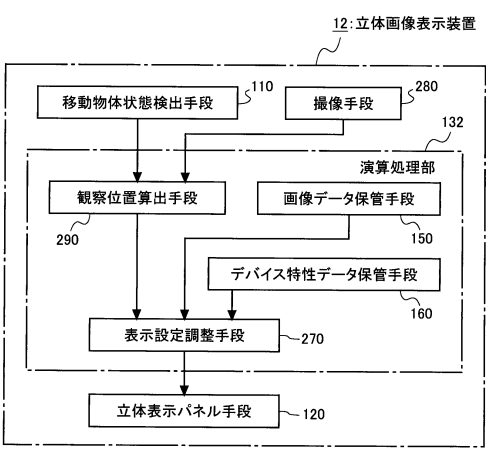 12:立体画像表示装置
移動物体状態検出手段
110
撮像手段
280
132
演算処理部
観察位置算出手段
290
画像データ保管手段
150
デバイス特性データ保管手段
160
表示設定調整手段
270
立体表示パネル手段
120